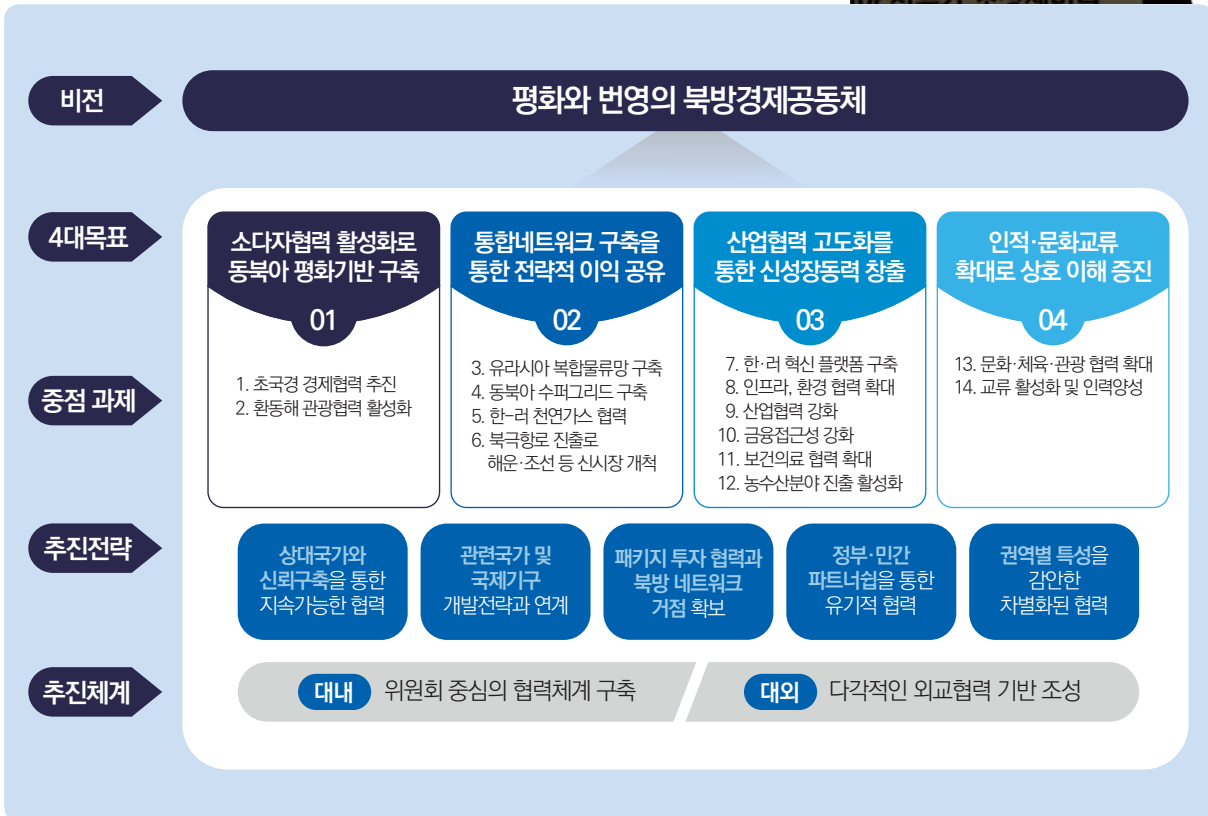 비전
평화와 번영의 북방경제공동체
4대목표
소다자협력 활성화로
동북아 평화기반 구축
01
통합네트워크 구축을
통한 전략적 이익 공유
02
산업협력 고도화를
통한 신성장동력 창출
03
인적·문화교류
확대로 상호 이해 증진
04
중점 과제
1. 초국경 경제협력 추진
2. 환동해 관광협력 활성화
3. 유라시아 복합물류망 구축
4. 동북아 수퍼그리드 구축
5. 한-러 천연가스 협력
6. 북극항로 진출로
해운·조선 등 신시장 개척
7. 한·러 혁신 플랫폼 구축
8. 인프라, 환경 협력 확대
9. 산업협력 강화
10. 금융접근성 강화
11. 보건의료 협력 확대
12. 농수산분야 진출 활성화
13. 문화·체육·관광 협력 확대
14. 교류 활성화 및 인력양성
추진전략
상대국가와
신뢰구축을 통한
지속가능한 협력
관련국가 및
국제기구
개발전략과 연계
패키지 투자 협력과
북방 네트워크
거점 확보
정부·민간
파트너쉽을 통한
유기적 협력
권역별 특성을
감안한
차별화된 협력
추진체계
대내 위원회 중심의 협력체계 구축
대외 다각적인 외교협력 기반 조성